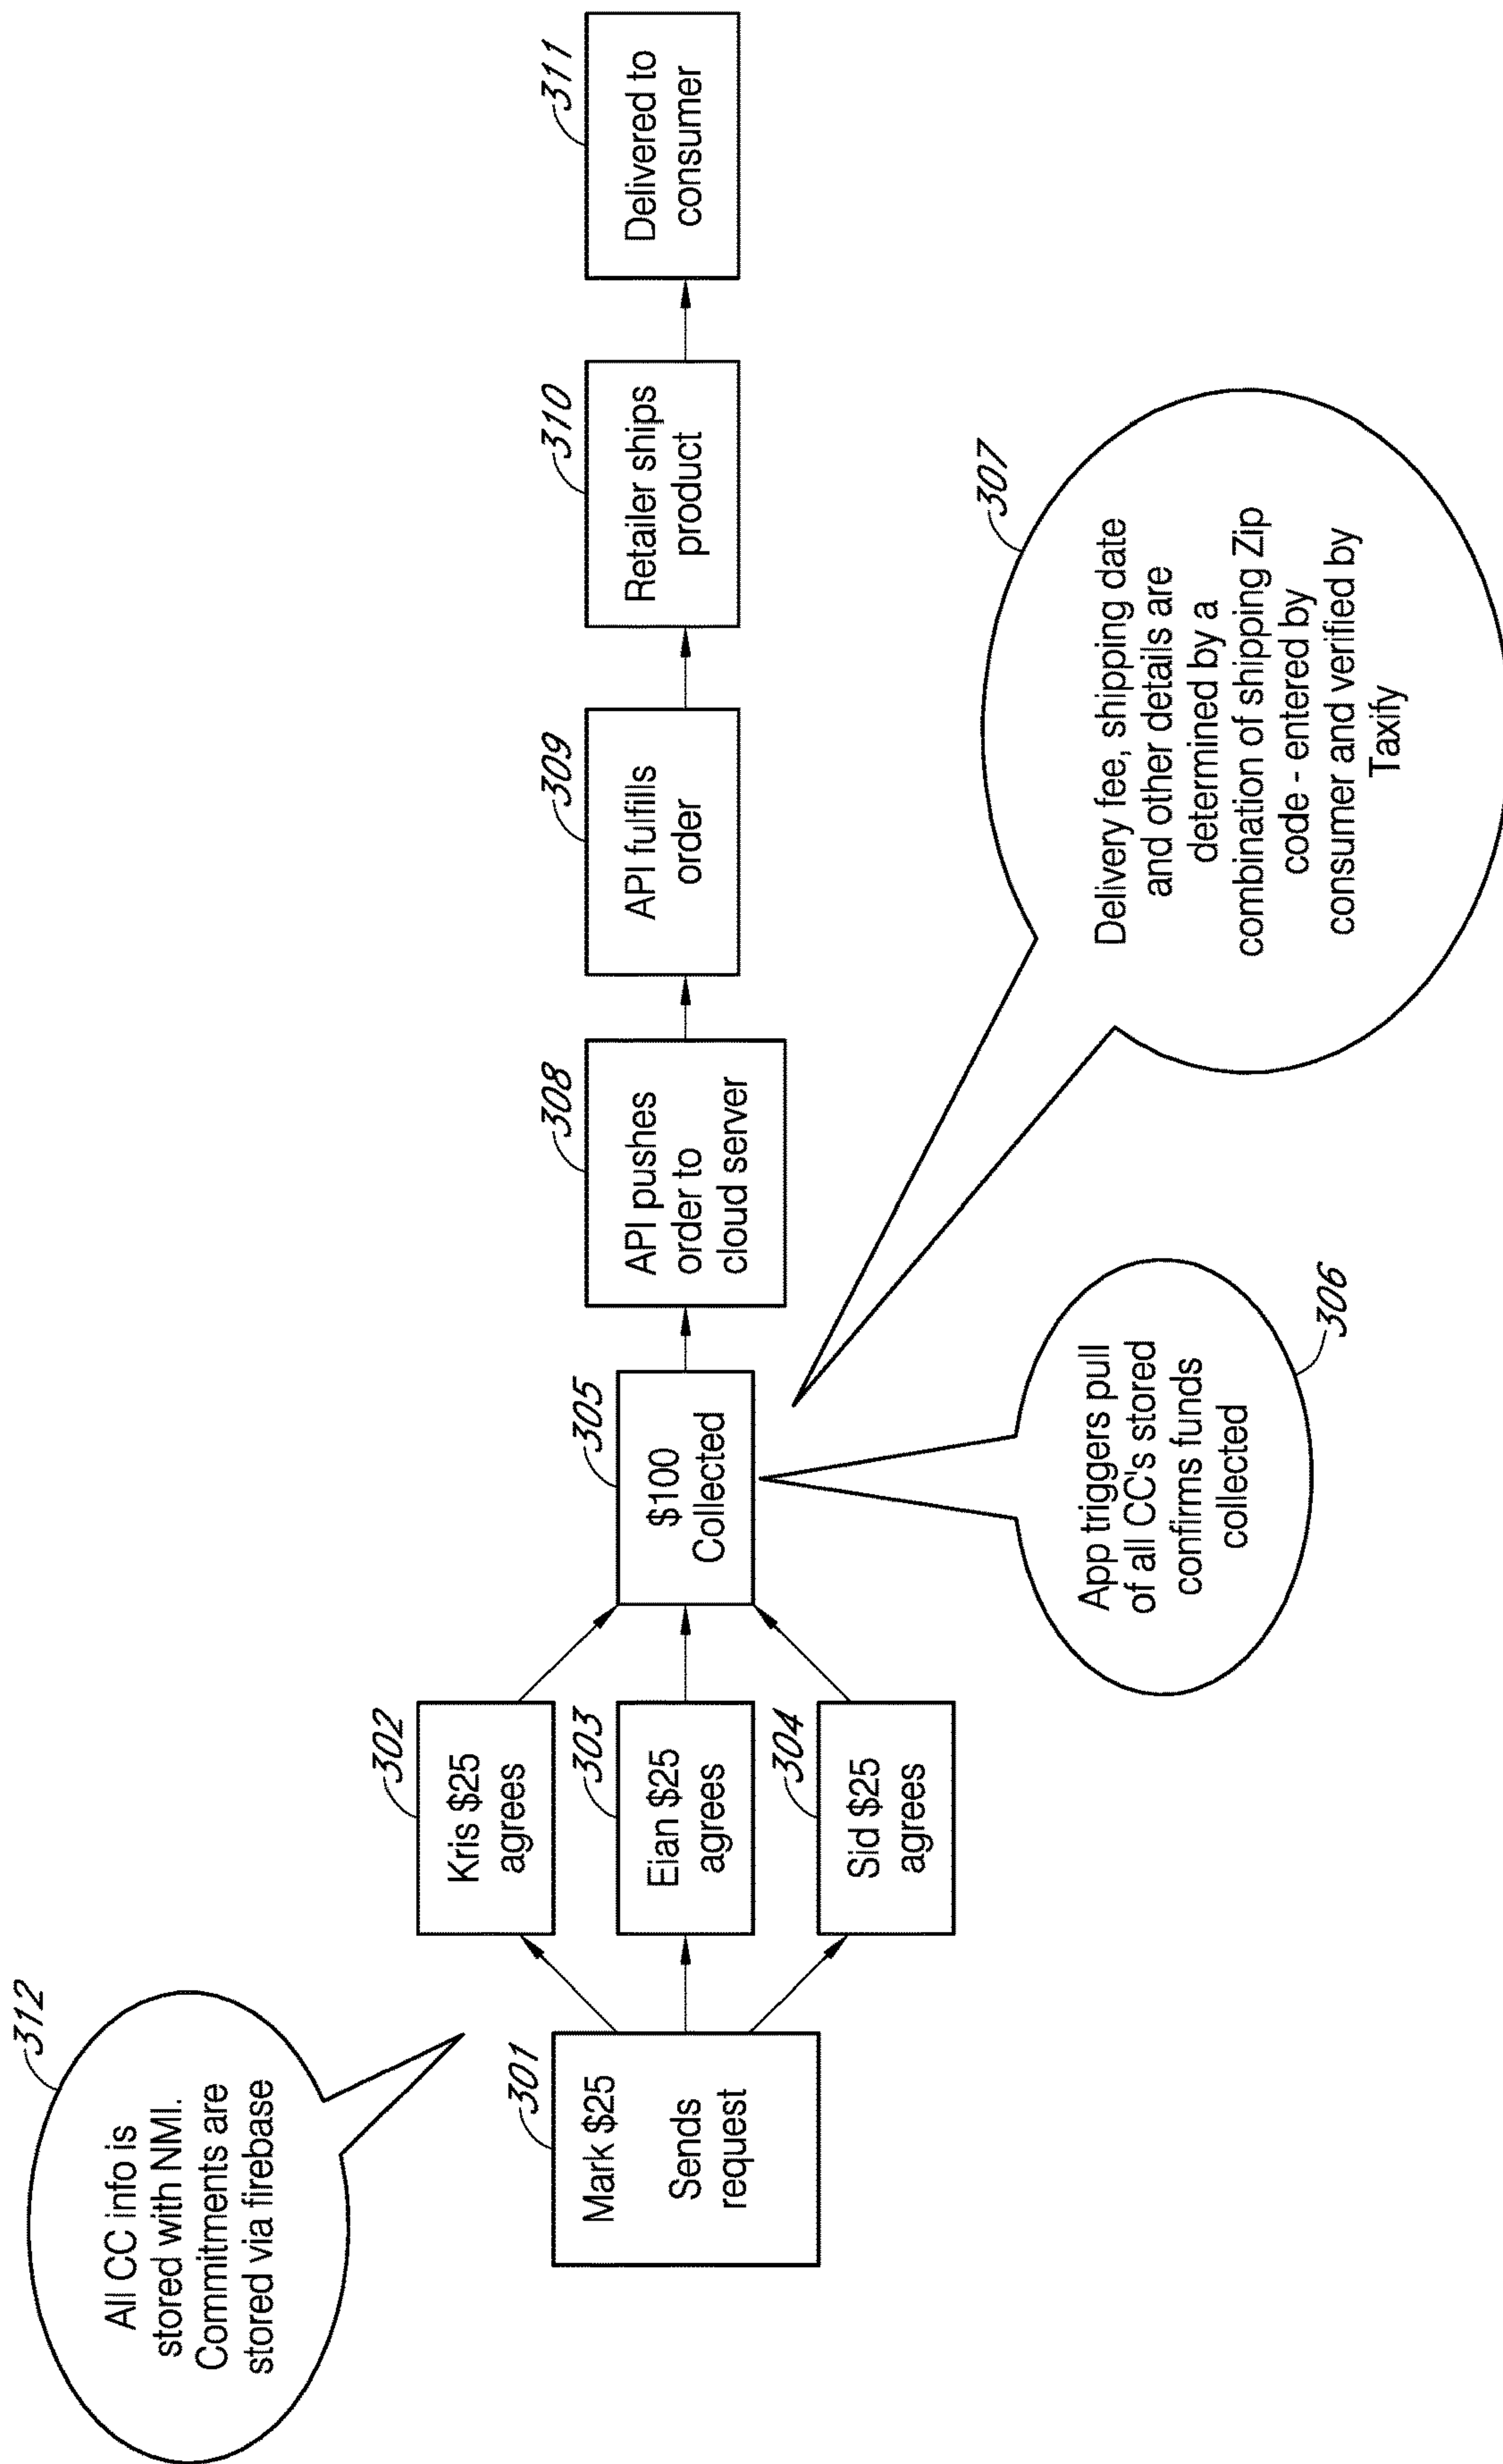 312
All CC info is
stored with NMI.
Commitments are
stored via firebase
301
Mark $25
Sends
request
302
Kris $25
agrees
303
Eian $25
agrees
304
Sid $25
agrees
305
$100
Collected
306
App triggers pull
of all CC's stored
confirms funds
collected
307
Delivery fee, shipping date
and other details are
determined by a
combination of shipping Zip
code - entered by
consumer and verified by
Taxify
308
API pushes
order to
cloud server
309
API fulfills
order
310
Retailer ships
product
311
Delivered to
consumer